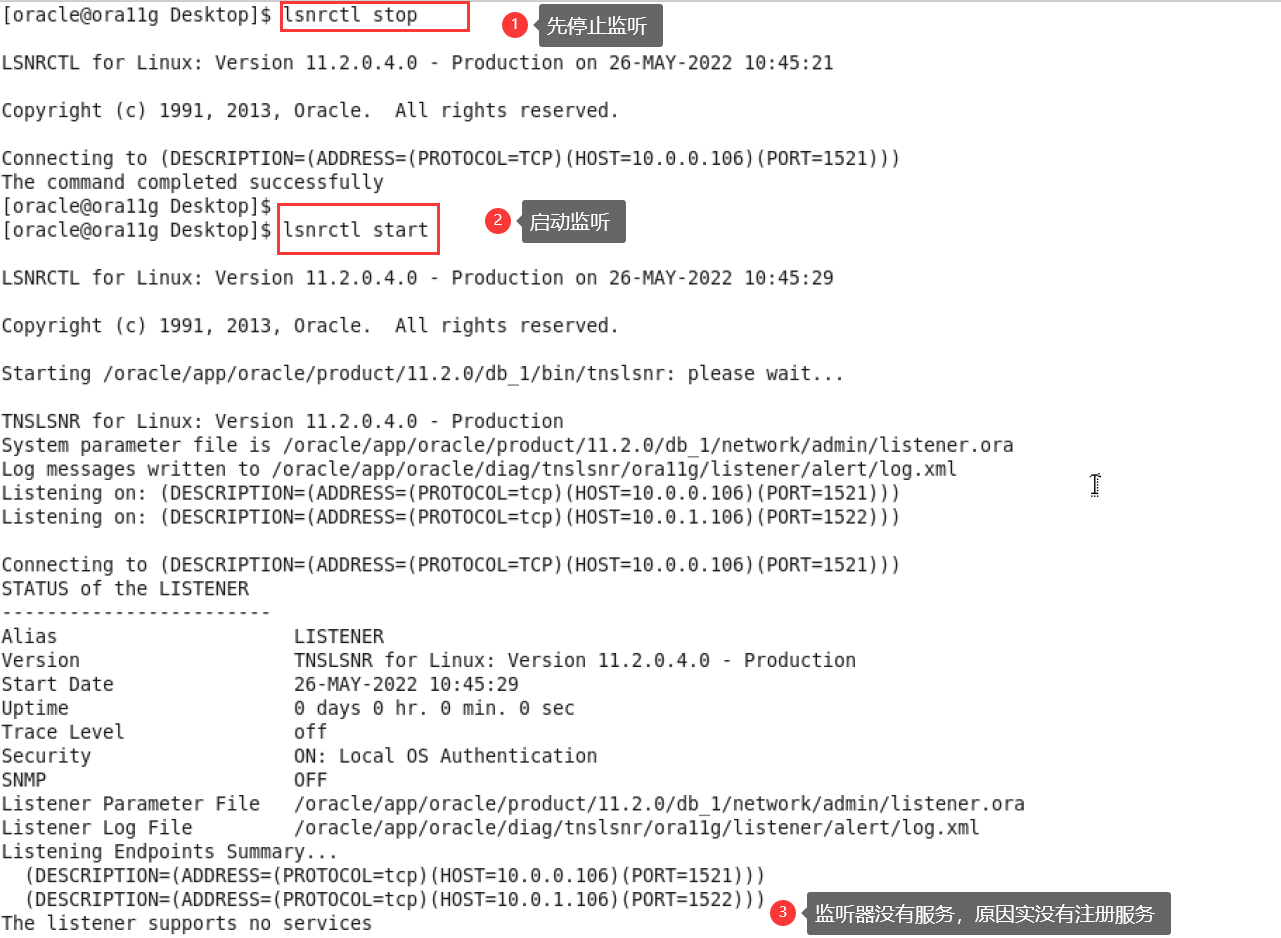 [oracle@ora11g Desktop]$ lsnrctl stop
1 先停止监听
LSNRCTL for Linux: Version 11.2.0.4.0 - Production on 26-MAY-2022 10:45:21
Copyright (c) 1991, 2013, Oracle.  All rights reserved.
Connecting to (DESCRIPTION=(ADDRESS=(PROTOCOL=TCP)(HOST=10.0.0.106)(PORT=1521)))
The command completed successfully
[oracle@ora11g Desktop]$
[oracle@ora11g Desktop]$ lsnrctl start
2 启动监听
LSNRCTL for Linux: Version 11.2.0.4.0 - Production on 26-MAY-2022 10:45:29
Copyright (c) 1991, 2013, Oracle.  All rights reserved.
Starting /oracle/app/oracle/product/11.2.0/db_1/bin/tnslsnr: please wait...
TNSLSNR for Linux: Version 11.2.0.4.0 - Production
System parameter file is /oracle/app/oracle/product/11.2.0/db_1/network/admin/listener.ora
Log messages written to /oracle/app/oracle/diag/tnslsnr/ora11g/listener/alert/log.xml
Listening on: (DESCRIPTION=(ADDRESS=(PROTOCOL=tcp)(HOST=10.0.0.106)(PORT=1521)))
Listening on: (DESCRIPTION=(ADDRESS=(PROTOCOL=tcp)(HOST=10.0.1.106)(PORT=1522)))
Connecting to (DESCRIPTION=(ADDRESS=(PROTOCOL=TCP)(HOST=10.0.0.106)(PORT=1521)))
STATUS of the LISTENER
------------------------
Alias                     LISTENER
Version                   TNSLSNR for Linux: Version 11.2.0.4.0 - Production
Start Date                26-MAY-2022 10:45:29
Uptime                    0 days 0 hr. 0 min. 0 sec
Trace Level               off
Security                  ON: Local OS Authentication
SNMP                      OFF
Listener Parameter File   /oracle/app/oracle/product/11.2.0/db_1/network/admin/listener.ora
Listener Log File         /oracle/app/oracle/diag/tnslsnr/ora11g/listener/alert/log.xml
Listening Endpoints Summary...
  (DESCRIPTION=(ADDRESS=(PROTOCOL=tcp)(HOST=10.0.0.106)(PORT=1521)))
  (DESCRIPTION=(ADDRESS=(PROTOCOL=tcp)(HOST=10.0.1.106)(PORT=1522)))
3 监听器没有服务，原因实没有注册服务
The listener supports no services